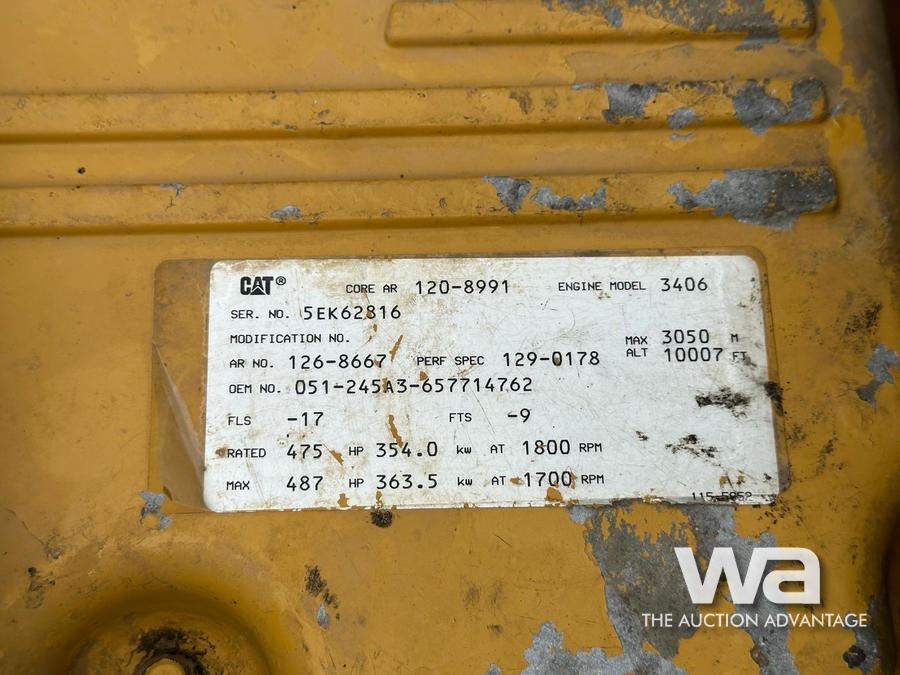 CAT® CORE AR 120-8991 ENGINE MODEL 3406
SER. NO. 5EK62816
MODIFICATION NO.
MAX ALT 3050 M 10007 FT
AR NO. 126-8667 PERF SPEC 129-0178
OEM NO. 051-245A3-657714762
FLS -17 FTS -9
RATED 475 HP 354.0 kw AT 1800 RPM
MAX 487 HP 363.5 kw AT 1700 RPM
wa
THE AUCTION ADVANTAGE